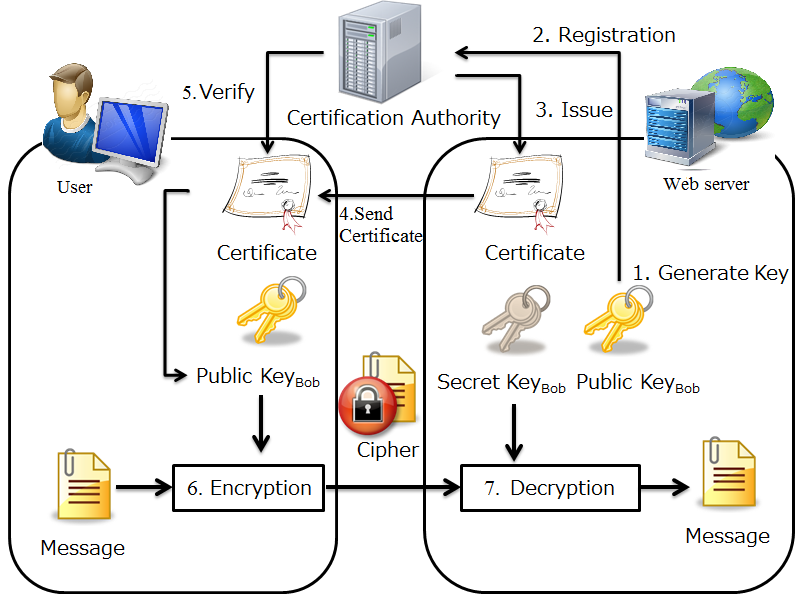 2. Registration
5. Verify
3. Issue
Certification Authority
User
Web server
4.Send
Certificate
Certificate
Certificate
1. Generate Key
Public KeyBob
Secret KeyBob
Public KeyBob
Cipher
6. Encryption
7. Decryption
Message
Message